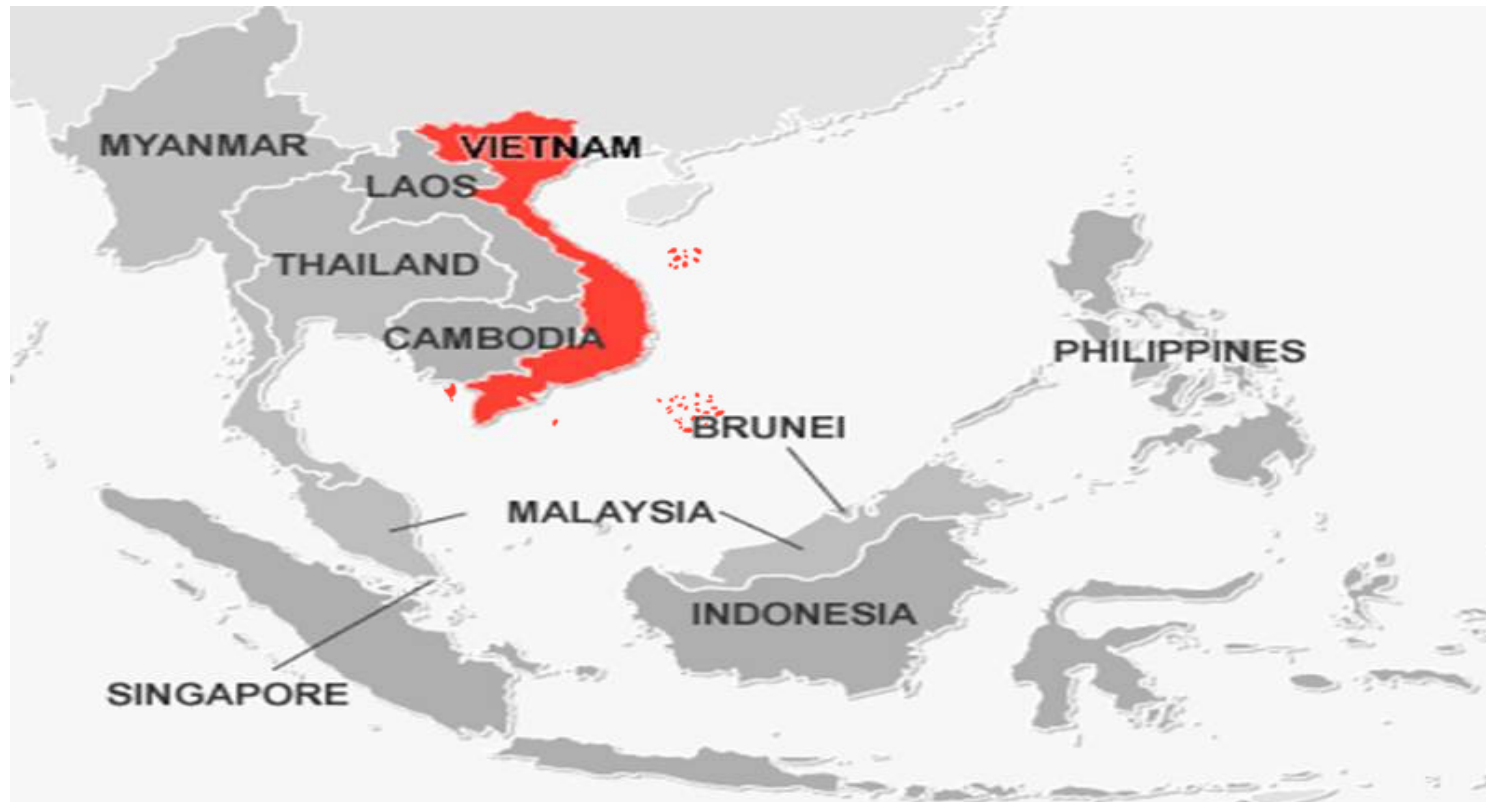 MYANMAR
VIETNAM
LAOS
THAILAND
CAMBODIA
PHILIPPINES
BRUNEI
MALAYSIA
INDONESIA
SINGAPORE